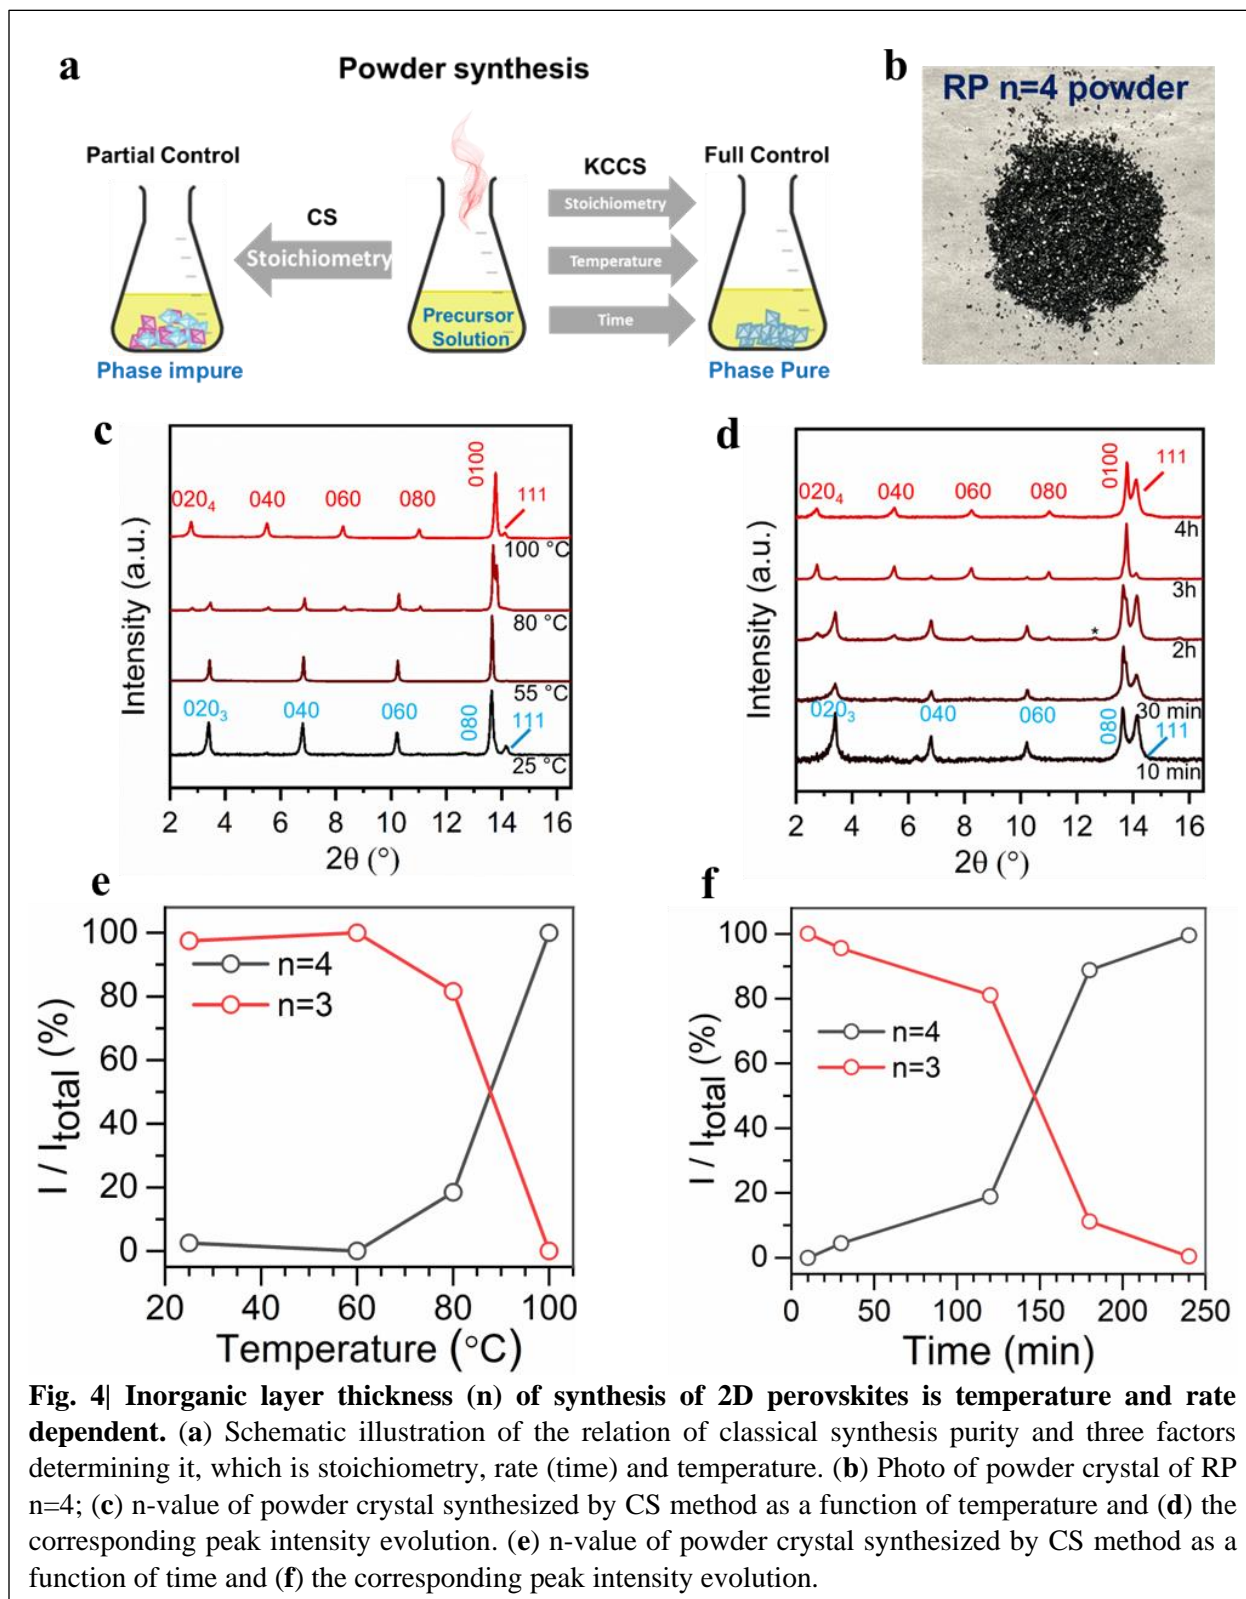 a
Powder synthesis
b
RP n=4 powder
Partial Control
KCCS
Full Control
CS
Stoichiometry
Stoichiometry
Temperature
Time
Precursor
Solution
Phase impure
Phase Pure
c
Intensity (a.u.)
020₄ 040 060 080 0100 111
100 °C
80 °C
55 °C
020₃ 040 060 080 111
25 °C
2 4 6 8 10 12 14 16
2θ (°)
d
Intensity (a.u.)
020₄ 040 060 080 0100 111
4h
3h
*
2h
30 min
020₃ 040 060 080 111
10 min
2 4 6 8 10 12 14 16
2θ (°)
e
I / I_total (%)
100
80
60
40
20
0
n=4
n=3
20 40 60 80 100
Temperature (°C)
f
I / I_total (%)
100
80
60
40
20
0
n=4
n=3
0 50 100 150 200 250
Time (min)
Fig. 4| Inorganic layer thickness (n) of synthesis of 2D perovskites is temperature and rate
dependent. (a) Schematic illustration of the relation of classical synthesis purity and three factors
determining it, which is stoichiometry, rate (time) and temperature. (b) Photo of powder crystal of RP
n=4; (c) n-value of powder crystal synthesized by CS method as a function of temperature and (d) the
corresponding peak intensity evolution. (e) n-value of powder crystal synthesized by CS method as a
function of time and (f) the corresponding peak intensity evolution.